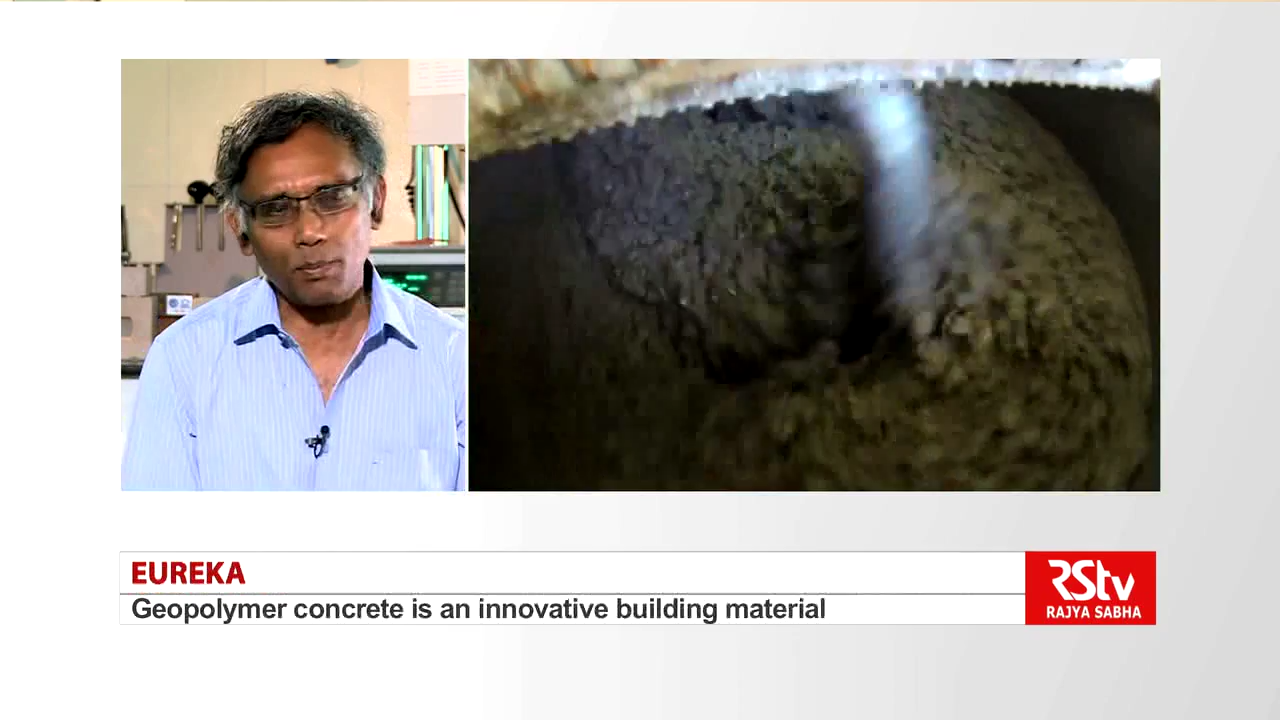 EUREKA
Geopolymer concrete is an innovative building material
RSTV
RAJYA SABHA